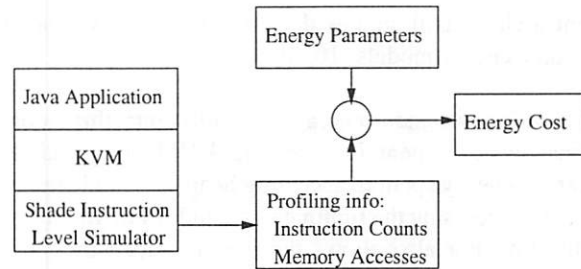 Energy Parameters
Java Application
KVM
Shade Instruction
Level Simulator
Energy Cost
Profiling info:
Instruction Counts
Memory Accesses